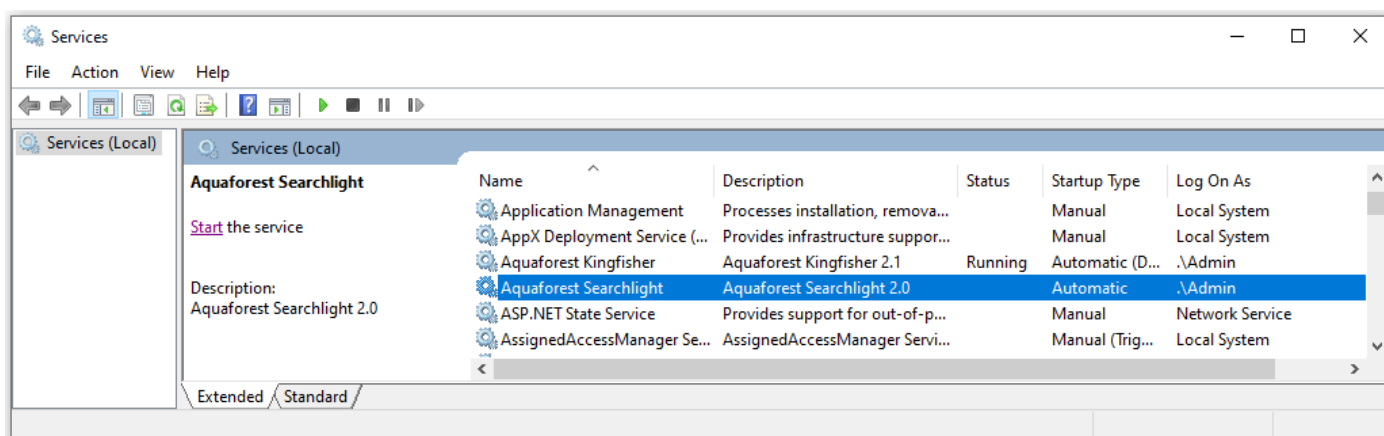 Services
File Action View Help
Services (Local)
Services (Local)
Aquaforest Searchlight
Start the service
Description:
Aquaforest Searchlight 2.0
Name Description Status Startup Type Log On As
Application Management Processes installation, remova... Manual Local System
AppX Deployment Service (... Provides infrastructure suppor... Manual Local System
Aquaforest Kingfisher Aquaforest Kingfisher 2.1 Running Automatic (D... .\Admin
Aquaforest Searchlight Aquaforest Searchlight 2.0 Automatic .\Admin
ASP.NET State Service Provides support for out-of-p... Manual Network Service
AssignedAccessManager Se... AssignedAccessManager Servi... Manual (Trig... Local System
Extended Standard